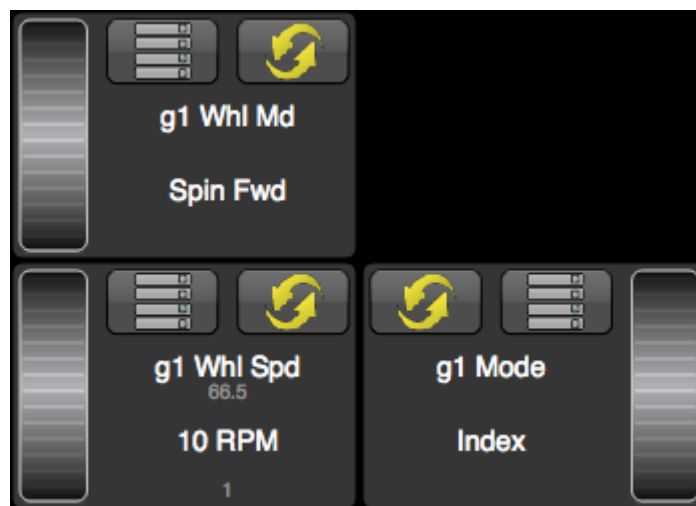 g1 Whl Md
Spin Fwd
g1 Whl Spd
66.5
10 RPM
1
g1 Mode
Index